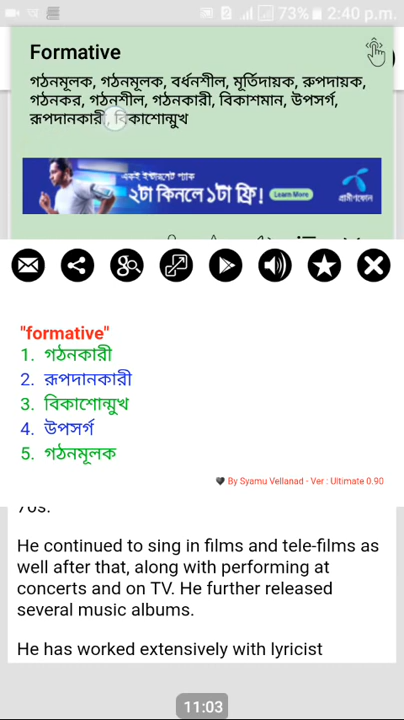 73% 2:40 p.m.
Formative
গঠনমূলক, গঠনমূলক, বর্ধনশীল, মূর্তিদায়ক, রুপদায়ক,
গঠনকর, গঠনশীল, গঠনকারী, বিকাশমান, উপসর্গ,
রূপদানকারী, বিকাশোন্মুখ
একই ইন্টারনেট প্যাক
২টা কিনলে ১টা ফ্রি!
Learn More
গ্রামীণফোন
"formative"
1. গঠনকারী
2. রূপদানকারী
3. বিকাশোন্মুখ
4. উপসর্গ
5. গঠনমূলক
By Syamu Vellanad - Ver : Ultimate 0.90
70s.
He continued to sing in films and tele-films as
well after that, along with performing at
concerts and on TV. He further released
several music albums.
He has worked extensively with lyricist
11:03